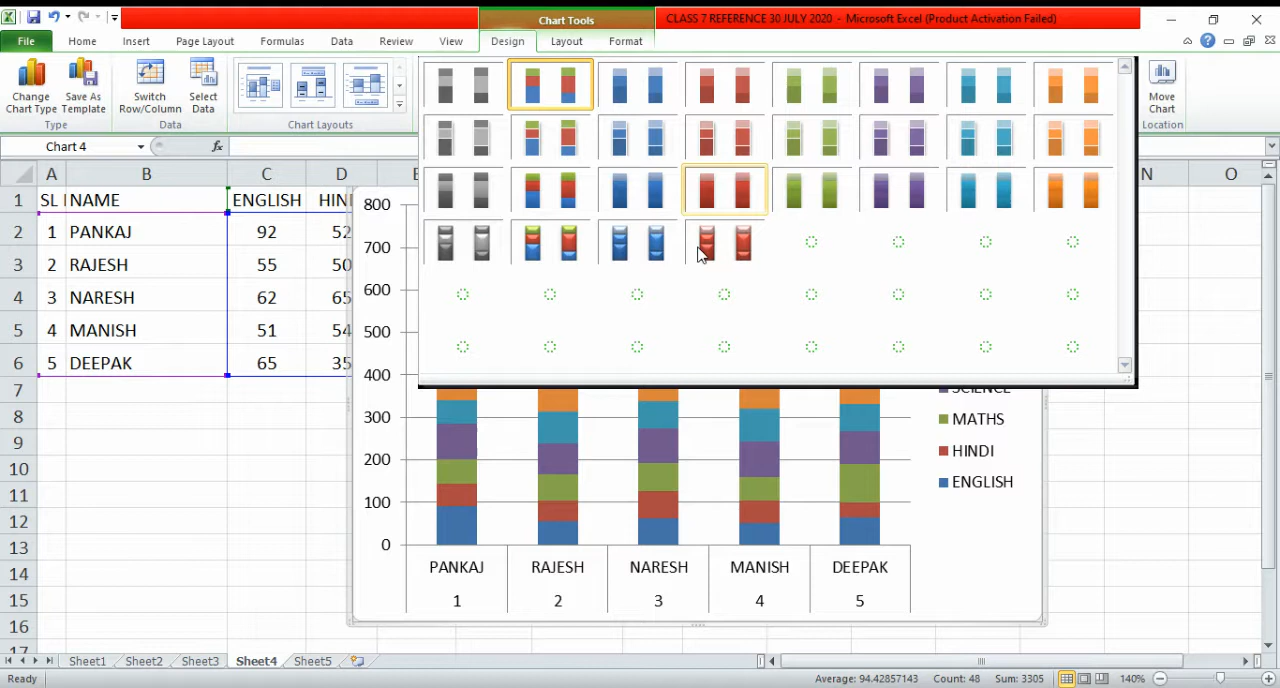 Chart Tools
CLASS 7 REFERENCE 30 JULY 2020 - Microsoft Excel (Product Activation Failed)
File Home Insert Page Layout Formulas Data Review View Design Layout Format
Change Chart Type
Save As Template
Switch Row/Column
Select Data
Move Chart
Type Data Chart Layouts Location
Chart 4 fx
A B C D N O
1 SL NAME ENGLISH HIN
2 1 PANKAJ 92 52
3 2 RAJESH 55 50
4 3 NARESH 62 65
5 4 MANISH 51 54
6 5 DEEPAK 65 35
7
8
9
10
11
12
13
14
15
16
17
800
700
600
500
400
300
200
100
0
SCIENCE
MATHS
HINDI
ENGLISH
PANKAJ RAJESH NARESH MANISH DEEPAK
1 2 3 4 5
Sheet1 Sheet2 Sheet3 Sheet4 Sheet5
Ready Average: 94.42857143 Count: 48 Sum: 3305 140%